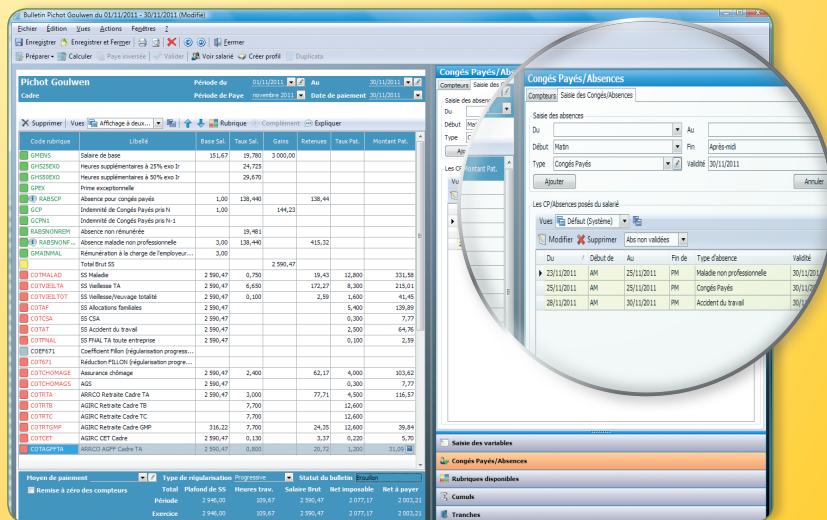 Bulletin Pichot Goulwen du 01/11/2011 - 30/11/2011 (Modifié)
Fichier Edition Vues Actions Fenêtres ?
Enregistrer Enregistrer et Fermer Fermer
Préparer Calculer Paye inversée Valider Voir salarié Créer profil Duplicata
Pichot Goulwen Période du 01/11/2011 Au 30/11/2011
Cadre Période de Paye novembre 2011 Date de paiement 30/11/2011
Supprimer Vues Affichage à deux... Rubrique Complément Expliquer
Code rubrique Libellé Base Sal. Taux Sal. Gains Retenues Taux Pat. Montant Pat.
GMENS Salaire de base 151,67 19,780 3 000,00
GHS25EXO Heures supplémentaires à 25% exo Ir 24,725
GHS50EXO Heures supplémentaires à 50% exo Ir 29,670
GPEX Prime exceptionnelle
RABSCP Absence pour congés payés 1,00 138,440 138,44
GCP Indemnité de Congés Payés pris N 1,00 144,23
GCPN1 Indemnité de Congés Payés pris N-1
RABSNONREM Absence non rémunérée 19,481
RABSNONF... Absence maladie non professionnelle 3,00 138,440 415,32
GMAINMAL Rémunération à la charge de l'employeur... 3,00
Total Brut SS 2 590,47
COTMALAD SS Maladie 2 590,47 0,750 19,43 12,800 331,58
COTVIEILTA SS Vieillesse TA 2 590,47 6,650 172,27 8,300 215,01
COTVIEILTOT SS Vieillesse/Veuvage totalité 2 590,47 0,100 2,59 1,600 41,45
COTAF SS Allocations familiales 2 590,47 5,400 139,89
COTCSA SS CSA 2 590,47 0,300 7,77
COTAT SS Accident du travail 2 590,47 2,500 64,76
COTFNAL SS FNAL TA toute entreprise 2 590,47 0,100 2,59
COEF671 Coefficient Fillon (régularisation progress...
COT671 Réduction FILLON (régularisation progre...
COTCHOMAGE Assurance chômage 2 590,47 2,400 62,17 4,000 103,62
COTCHOMAGS AGS 2 590,47 0,300 7,77
COTRTA ARRCO Retraite Cadre TA 2 590,47 3,000 77,71 4,500 116,57
COTRTB AGIRC Retraite Cadre TB 7,700 12,600
COTRTC AGIRC Retraite Cadre TC 7,700 12,600
COTRTGMP AGIRC Retraite Cadre GMP 316,22 7,700 24,35 12,600 39,84
COTCET AGIRC CET Cadre 2 590,47 0,130 3,37 0,220 5,70
COTAGFFTA ARRCO AGFF Cadre TA 2 590,47 0,800 20,72 1,200 31,09
Moyen de paiement Type de régularisation Progressive Statut du bulletin Brouillon
Remise à zéro des compteurs Total Plafond de SS Heures trav. Salaire Brut Net imposable Net à payer
Période 2 946,00 109,67 2 590,47 2 077,17 2 003,21
Exercice 2 946,00 109,67 2 590,47 2 077,17 2 003,21
Congés Payés/Abs
Compteurs Saisie des C
Saisie des absence
Du
Début Mat
Type
Ajo
Les CP
Montant Pat.
Vu
Congés Payés/Absences
Compteurs Saisie des Congés/Absences
Saisie des absences
Du Au
Début Matin Fin Après-midi
Type Congés Payés Validité 30/11/2011
Ajouter Annuler
Les CP/Absences posés du salarié
Vues Défaut (Système)
Modifier Supprimer Abs non validées
Du Début de Au Fin de Type d'absence Validité
23/11/2011 AM 25/11/2011 PM Maladie non professionnelle 30/11/201
25/11/2011 AM 25/11/2011 PM Congés Payés 30/11/20
28/11/2011 AM 30/11/2011 PM Accident du travail 30/11/
Saisie des variables
Congés Payés/Absences
Rubriques disponibles
Cumuls
Tranches